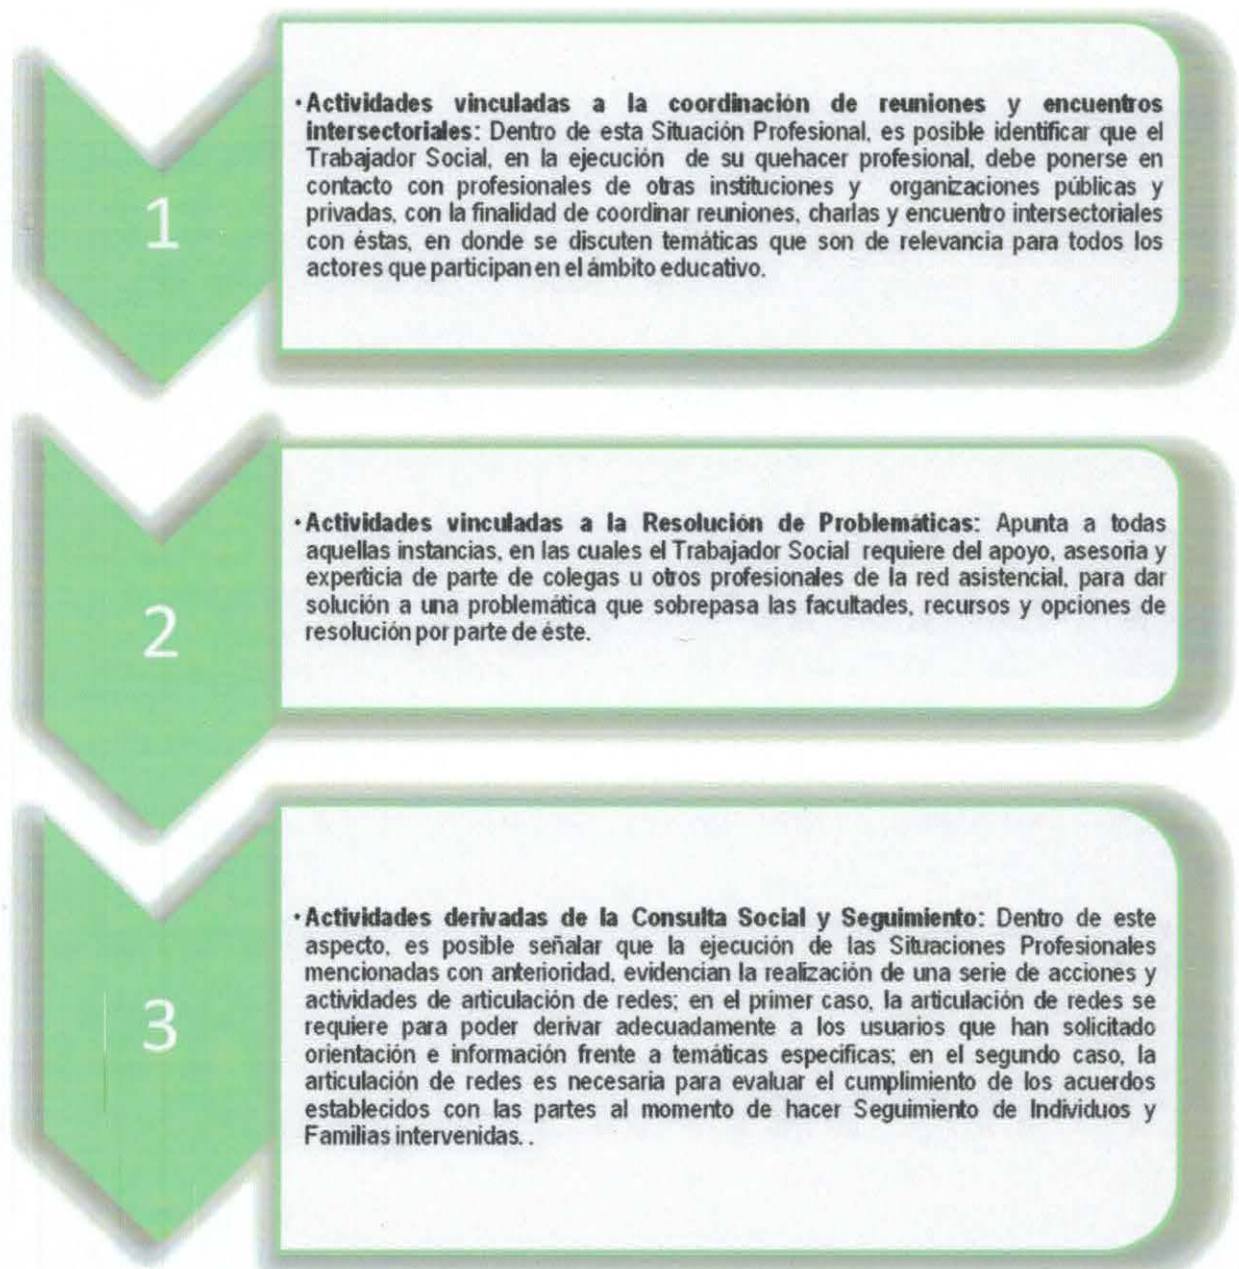 1
·Actividades vinculadas a la coordinación de reuniones y encuentros
intersectoriales: Dentro de esta Situación Profesional, es posible identificar que el
Trabajador Social, en la ejecución de su quehacer profesional, debe ponerse en
contacto con profesionales de otras instituciones y organizaciones públicas y
privadas, con la finalidad de coordinar reuniones, charlas y encuentro intersectoriales
con éstas, en donde se discuten temáticas que son de relevancia para todos los
actores que participan en el ámbito educativo.
2
·Actividades vinculadas a la Resolución de Problemáticas: Apunta a todas
aquellas instancias, en las cuales el Trabajador Social requiere del apoyo, asesoria y
experticia de parte de colegas u otros profesionales de la red asistencial, para dar
solución a una problemática que sobrepasa las facultades, recursos y opciones de
resolución por parte de éste.
3
·Actividades derivadas de la Consulta Social y Seguimiento: Dentro de este
aspecto, es posible señalar que la ejecución de las Situaciones Profesionales
mencionadas con anterioridad, evidencian la realización de una serie de acciones y
actividades de articulación de redes; en el primer caso, la articulación de redes se
requiere para poder derivar adecuadamente a los usuarios que han solicitado
orientación e información frente a temáticas especificas; en el segundo caso, la
articulación de redes es necesaria para evaluar el cumplimiento de los acuerdos
establecidos con las partes al momento de hacer Seguimiento de Individuos y
Familias intervenidas. .